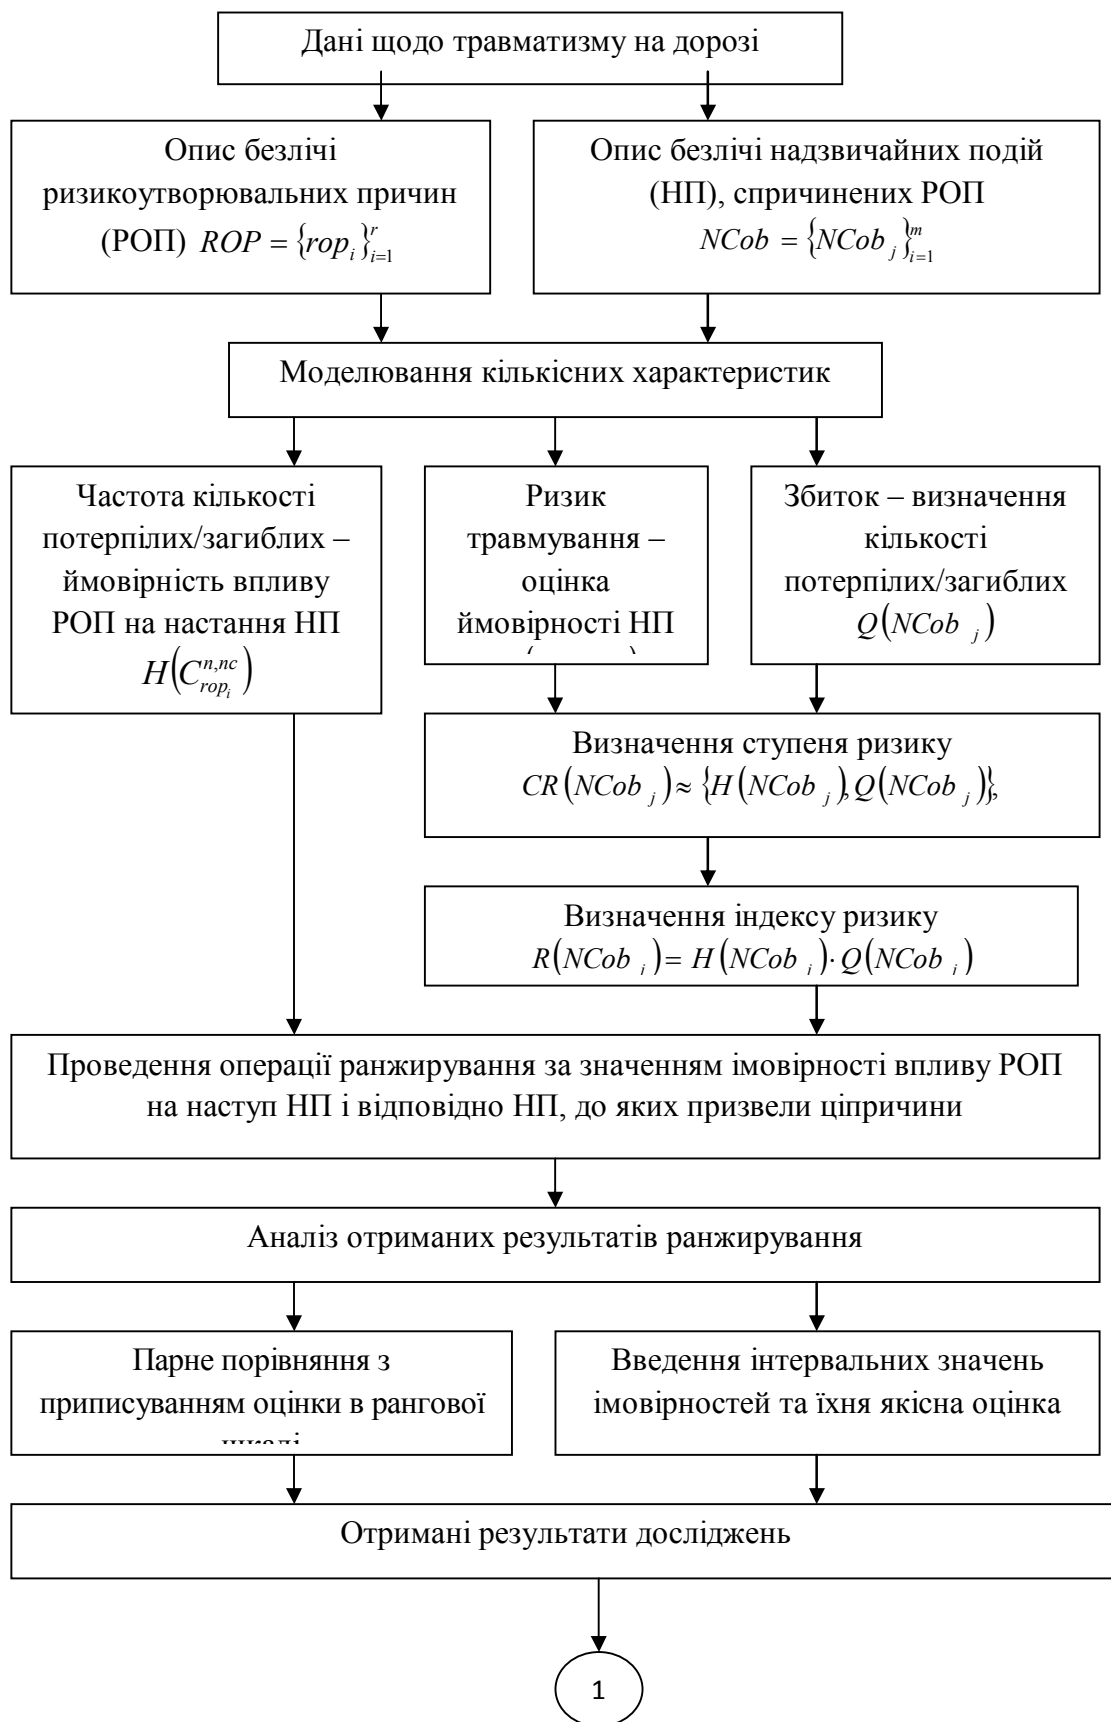 Дані щодо травматизму на дорозі
Опис безлічі
ризикоутворювальних причин
(РОП) ROP = {rop_i}_{i=1}^{r}
Опис безлічі надзвичайних подій
(НП), спричинених РОП
NCob = {NCob_j}_{i=1}^{m}
Моделювання кількісних характеристик
Частота кількості
потерпілих/загиблих –
ймовірність впливу
РОП на настання НП
H(C_{rop_i}^{n,nc})
Ризик
травмування –
оцінка
ймовірності НП
Збиток – визначення
кількості
потерпілих/загиблих
Q(NCob_j)
Визначення ступеня ризику
CR(NCob_j) ≈ {H(NCob_j), Q(NCob_j)},
Визначення індексу ризику
R(NCob_i) = H(NCob_i) · Q(NCob_i)
Проведення операції ранжирування за значенням імовірності впливу РОП
на наступ НП і відповідно НП, до яких призвели ціпричини
Аналіз отриманих результатів ранжирування
Парне порівняння з
приписуванням оцінки в рангової
Введення інтервальних значень
імовірностей та їхня якісна оцінка
Отримані результати досліджень
1